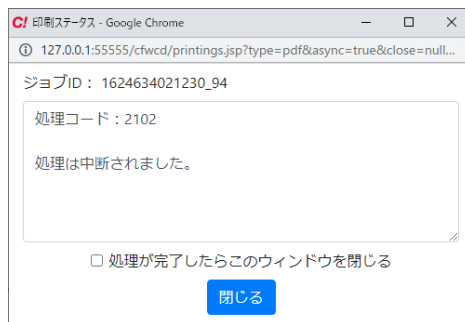 C! 印刷ステータス - Google Chrome
127.0.0.1:55555/cfwcd/printings.jsp?type=pdf&async=true&close=null...
ジョブID： 1624634021230_94
処理コード：2102
処理は中断されました。
処理が完了したらこのウィンドウを閉じる
閉じる